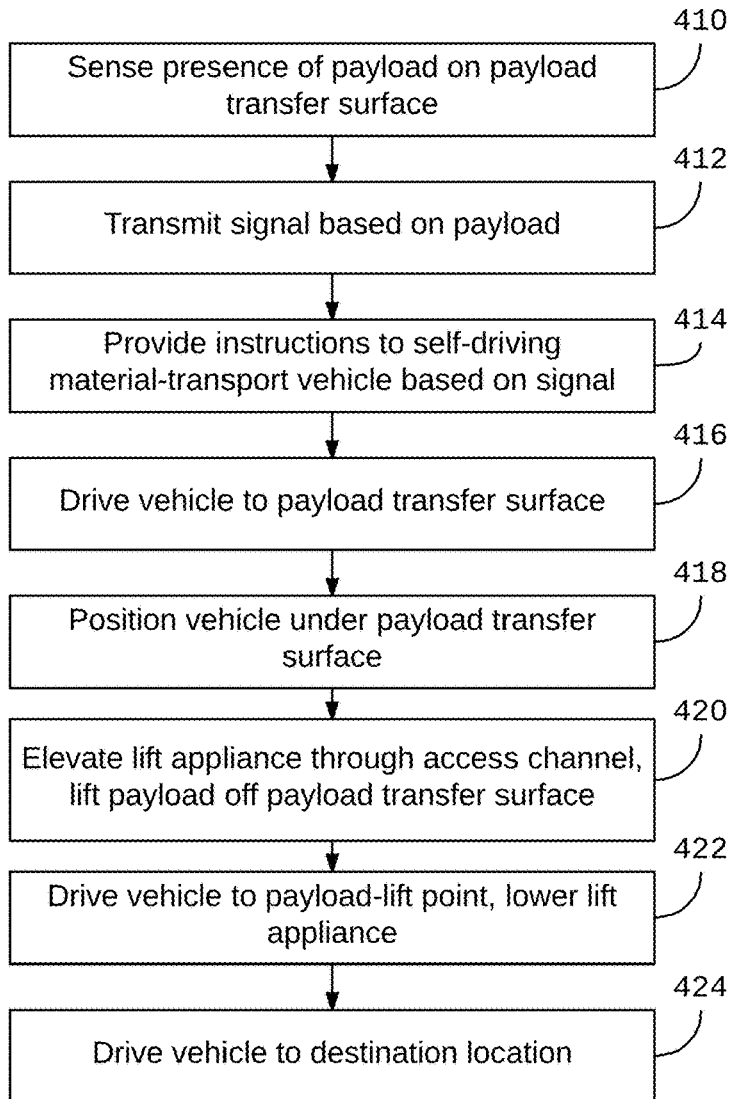 410
Sense presence of payload on payload
transfer surface
412
Transmit signal based on payload
414
Provide instructions to self-driving
material-transport vehicle based on signal
416
Drive vehicle to payload transfer surface
418
Position vehicle under payload transfer
surface
420
Elevate lift appliance through access channel,
lift payload off payload transfer surface
422
Drive vehicle to payload-lift point, lower lift
appliance
424
Drive vehicle to destination location